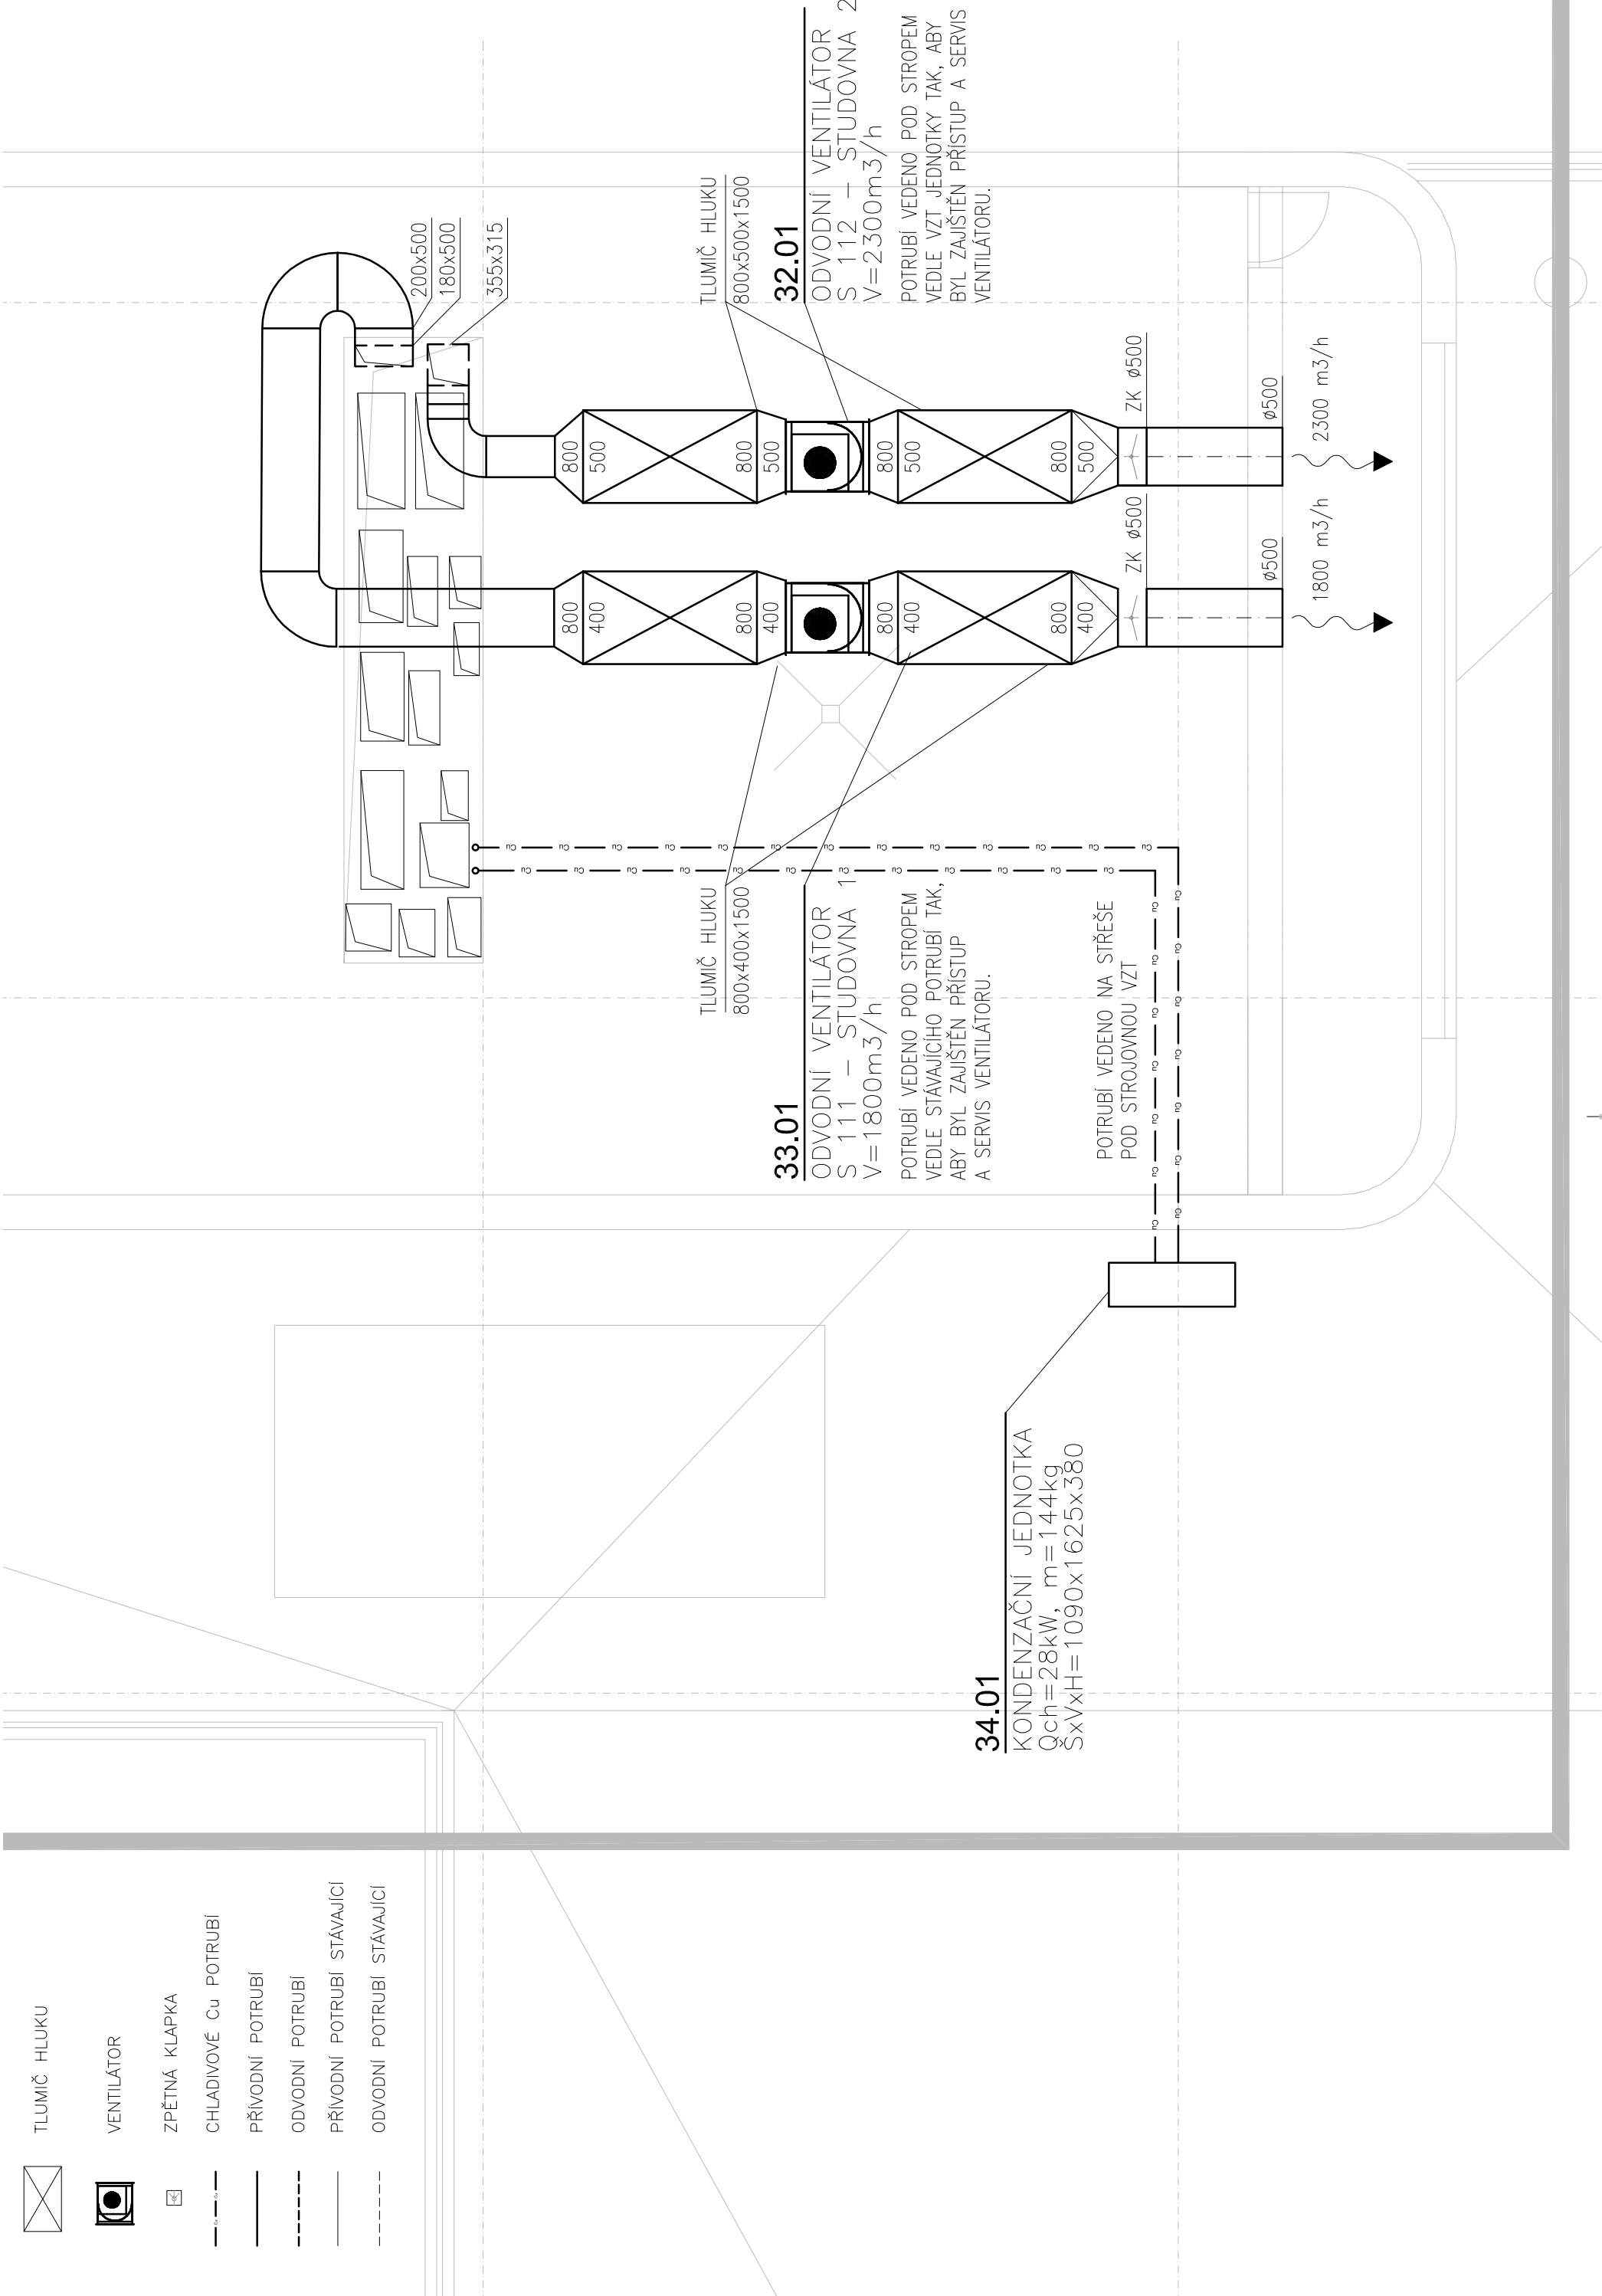 TLUMIČ HLUKU
VENTILÁTOR
ZPĚTNÁ KLAPKA
CHLADIVOVÉ Cu POTRUBÍ
PŘÍVODNÍ POTRUBÍ
ODVODNÍ POTRUBÍ
PŘÍVODNÍ POTRUBÍ STÁVAJÍCÍ
ODVODNÍ POTRUBÍ STÁVAJÍCÍ
34.01
KONDENZAČNÍ JEDNOTKA
Qch=28kW, m=144kg
ŠxVxH=1090x1625x380
TLUMIČ HLUKU
800x400x1500
33.01
ODVODNÍ VENTILÁTOR
S 111 – STUDOVNA 1
V=1800m3/h
POTRUBÍ VEDENO POD STROPEM
VEDLE STÁVAJÍCÍHO POTRUBÍ TAK,
ABY BYL ZAJIŠTĚN PŘÍSTUP
A SERVIS VENTILÁTORU.
POTRUBÍ VEDENO NA STŘEŠE
POD STROJOVNOU VZT
800
400
800
400
800
400
800
400
ZK ø500
ø500
1800 m3/h
200x500
180x500
355x315
TLUMIČ HLUKU
800x500x1500
32.01
ODVODNÍ VENTILÁTOR
S 112 – STUDOVNA 2
V=2300m3/h
POTRUBÍ VEDENO POD STROPEM
VEDLE VZT JEDNOTKY TAK, ABY
BYL ZAJIŠTĚN PŘÍSTUP A SERVIS
VENTILÁTORU.
800
500
800
500
800
500
800
500
ZK ø500
ø500
2300 m3/h